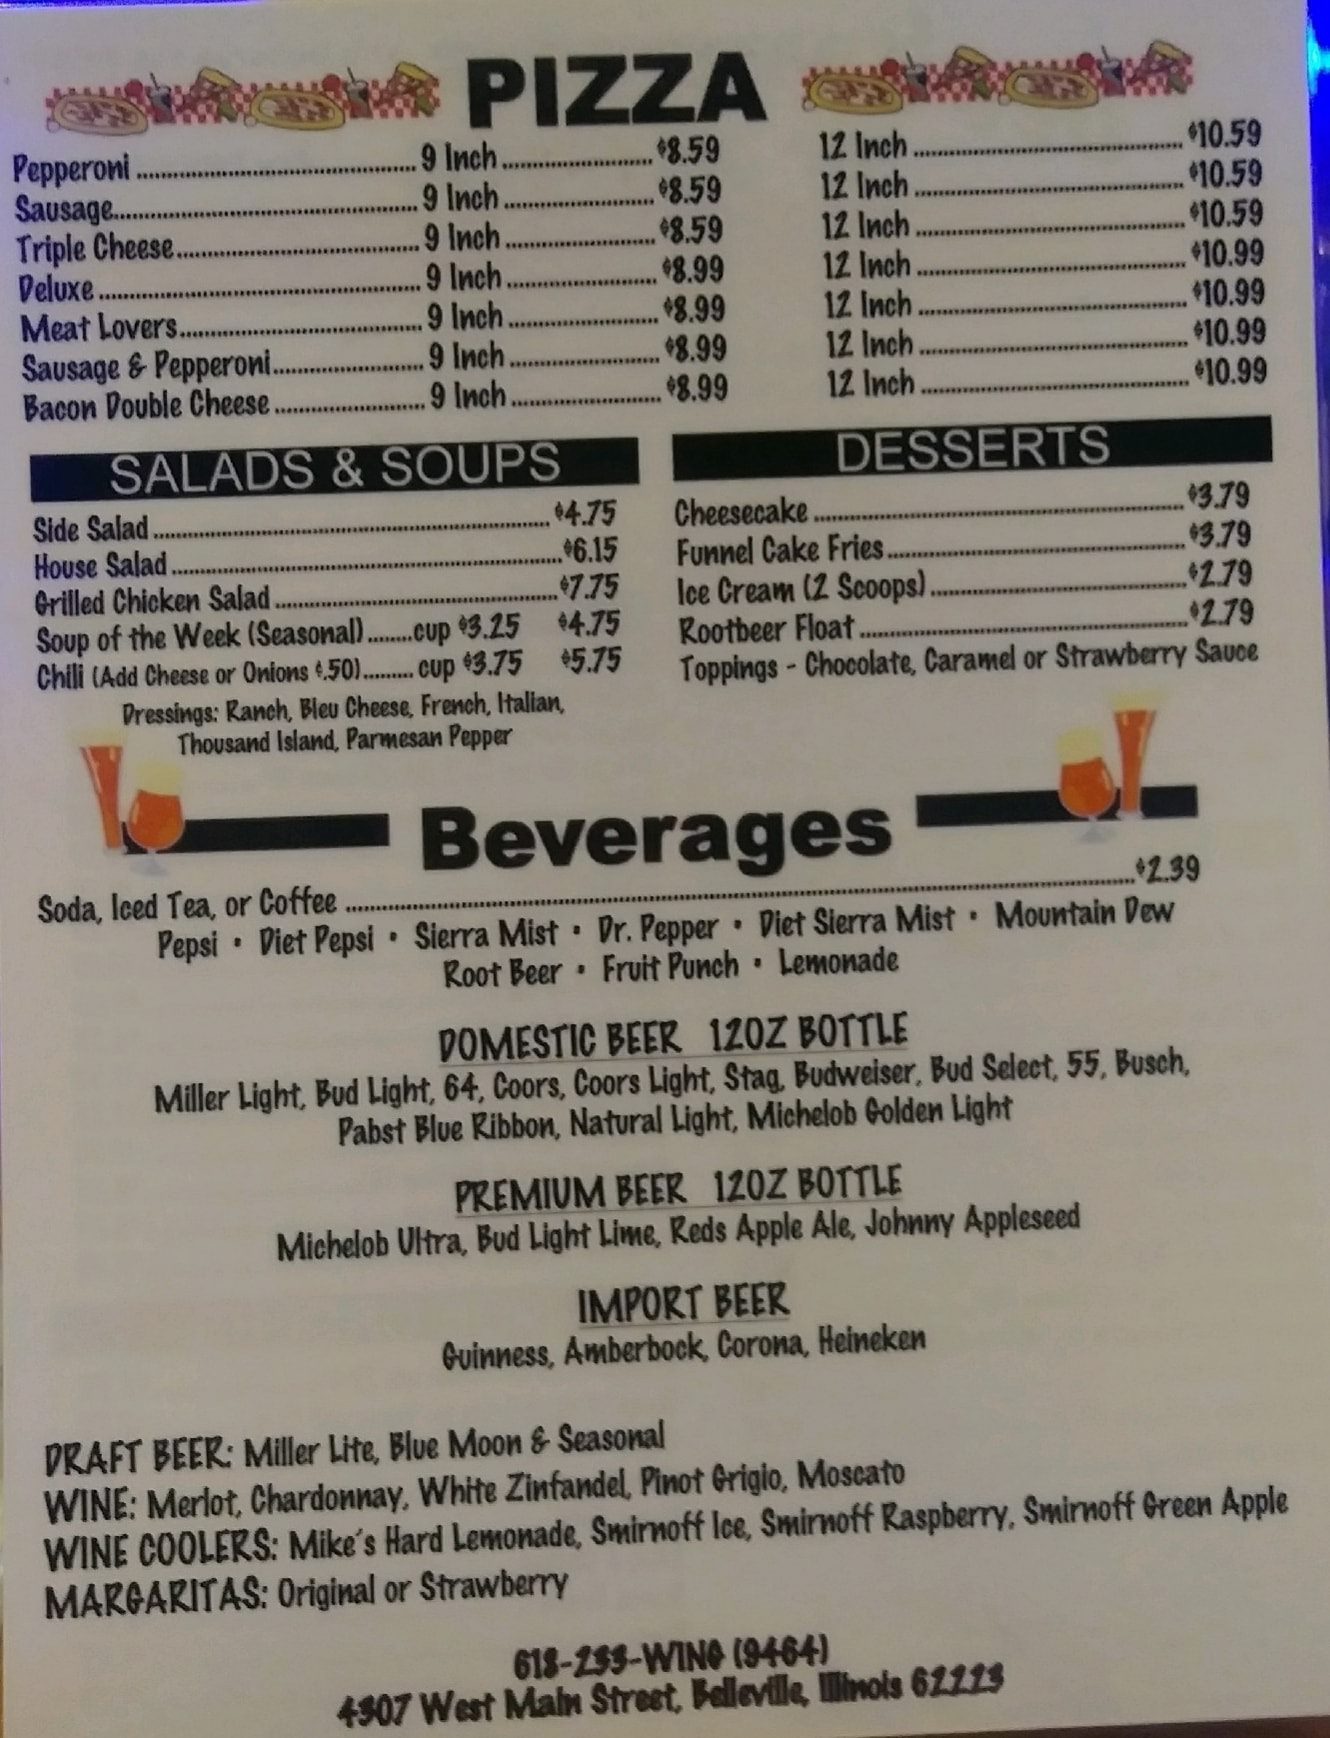 PIZZA
Pepperoni ........ 9 Inch ........ $8.59 12 Inch ........ $10.59
Sausage........ 9 Inch ........ $8.59 12 Inch ........ $10.59
Triple Cheese........ 9 Inch ........ $8.59 12 Inch ........ $10.59
Deluxe ........ 9 Inch ........ $8.99 12 Inch ........ $10.99
Meat Lovers........ 9 Inch ........ $8.99 12 Inch ........ $10.99
Sausage & Pepperoni........ 9 Inch ........ $8.99 12 Inch ........ $10.99
Bacon Double Cheese ........ 9 Inch ........ $8.99 12 Inch ........ $10.99
SALADS & SOUPS
Side Salad ........ $4.75
House Salad ........ $6.15
Grilled Chicken Salad ........ $7.75
Soup of the Week (Seasonal) ........cup $3.25 $4.75
Chili (Add Cheese or Onions $.50)......... cup $3.75 $5.75
Dressings: Ranch, Bleu Cheese, French, Italian,
Thousand Island, Parmesan Pepper
DESSERTS
Cheesecake ........ $3.79
Funnel Cake Fries ........ $3.79
Ice Cream (2 Scoops) ........ $2.79
Rootbeer Float ........ $2.79
Toppings - Chocolate, Caramel or Strawberry Sauce
Beverages
Soda, Iced Tea, or Coffee ........ $2.39
Pepsi • Diet Pepsi • Sierra Mist • Dr. Pepper • Diet Sierra Mist • Mountain Dew
Root Beer • Fruit Punch • Lemonade
DOMESTIC BEER 12OZ BOTTLE
Miller Light, Bud Light, 64, Coors, Coors Light, Stag, Budweiser, Bud Select, 55, Busch,
Pabst Blue Ribbon, Natural Light, Michelob Golden Light
PREMIUM BEER 12OZ BOTTLE
Michelob Ultra, Bud Light Lime, Reds Apple Ale, Johnny Appleseed
IMPORT BEER
Guinness, Amberbock, Corona, Heineken
DRAFT BEER: Miller Lite, Blue Moon & Seasonal
WINE: Merlot, Chardonnay, White Zinfandel, Pinot Grigio, Moscato
WINE COOLERS: Mike's Hard Lemonade, Smirnoff Ice, Smirnoff Raspberry, Smirnoff Green Apple
MARGARITAS: Original or Strawberry
618-233-WING (9464)
4307 West Main Street, Belleville, Illinois 62223